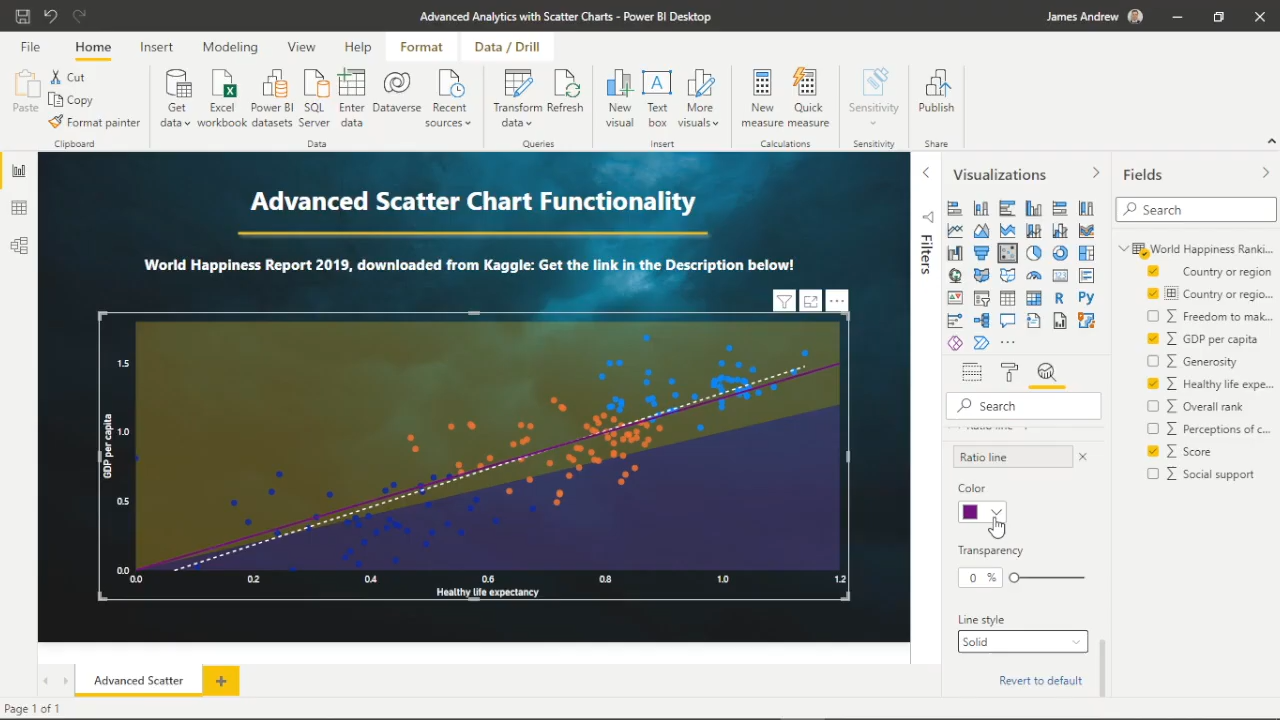 Advanced Analytics with Scatter Charts - Power BI Desktop
James Andrew
File Home Insert Modeling View Help Format Data / Drill
Paste
Cut
Copy
Format painter
Clipboard
Get data
Excel workbook
Power BI datasets
SQL Server
Enter data
Dataverse
Recent sources
Data
Transform data
Refresh
Queries
New visual
A
Text box
More visuals
Insert
New measure
Quick measure
Calculations
Sensitivity
Sensitivity
Publish
Share
Advanced Scatter Chart Functionality
World Happiness Report 2019, downloaded from Kaggle: Get the link in the Description below!
GDP per capita
1.5
1.0
0.5
0.0
0.0 0.2 0.4 0.6 0.8 1.0 1.2
Healthy life expectancy
Filters
Visualizations
R Py
Search
Ratio line
Ratio line
Color
Transparency
0 %
Line style
Solid
Revert to default
Fields
Search
World Happiness Ranki...
Country or region
Country or regio...
Freedom to mak...
GDP per capita
Generosity
Healthy life expe...
Overall rank
Perceptions of c...
Score
Social support
Advanced Scatter
Page 1 of 1